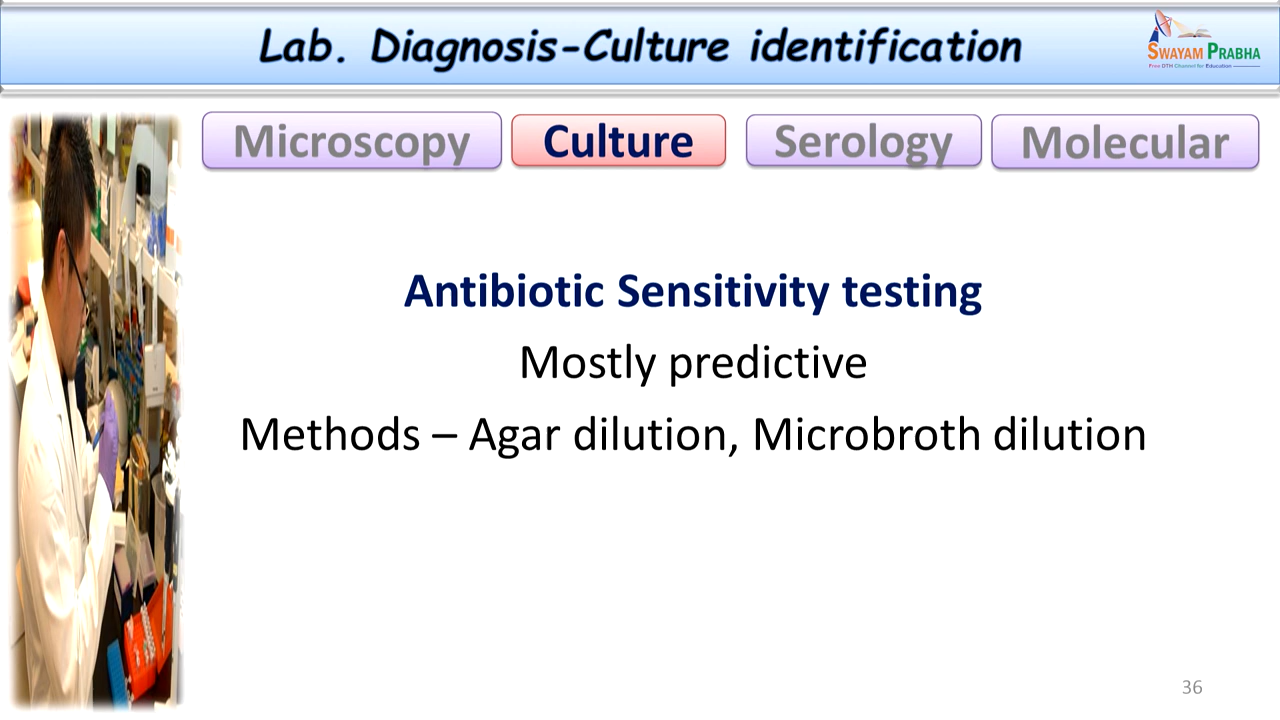 Lab. Diagnosis-Culture identification
SWAYAM PRABHA
Free DTH Channel for Education
Microscopy
Culture
Serology
Molecular
Antibiotic Sensitivity testing
Mostly predictive
Methods – Agar dilution, Microbroth dilution
36